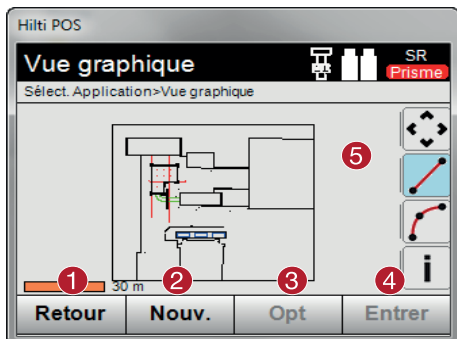 Hilti POS
Vue graphique
SR
Prisme
Sélect. Application>Vue graphique
5
i
1
30 m
2
3
4
Retour
Nouv.
Opt
Entrer